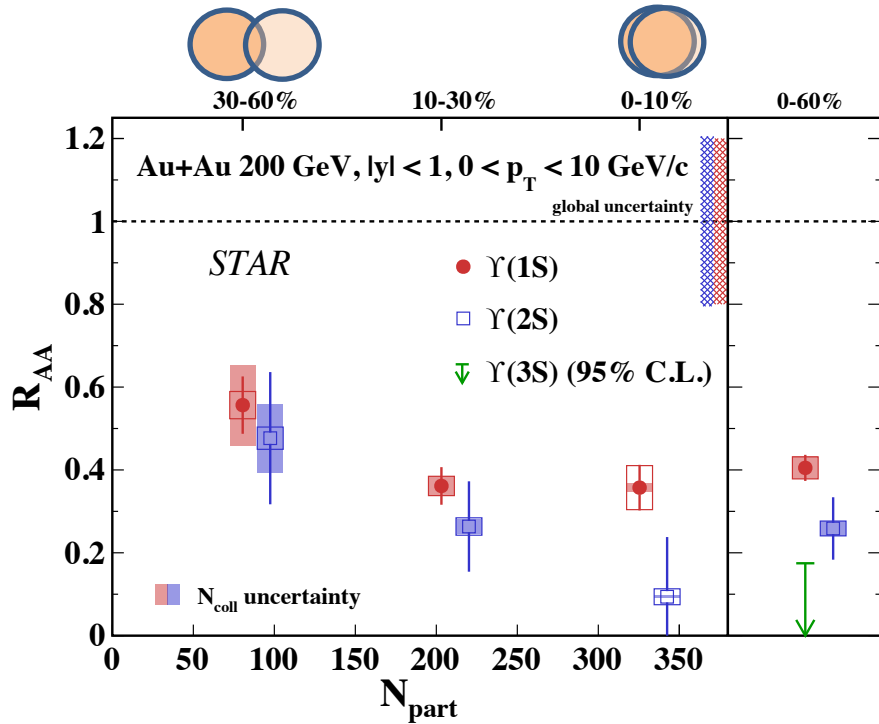 30-60% 10-30% 0-10% 0-60%
1.2
Au+Au 200 GeV, |y| < 1, 0 < p_T < 10 GeV/c
global uncertainty
1
STAR
ϒ(1S)
0.8
ϒ(2S)
ϒ(3S) (95% C.L.)
0.6
R_AA
0.4
0.2
N_coll uncertainty
0
0 50 100 150 200 250 300 350
N_part